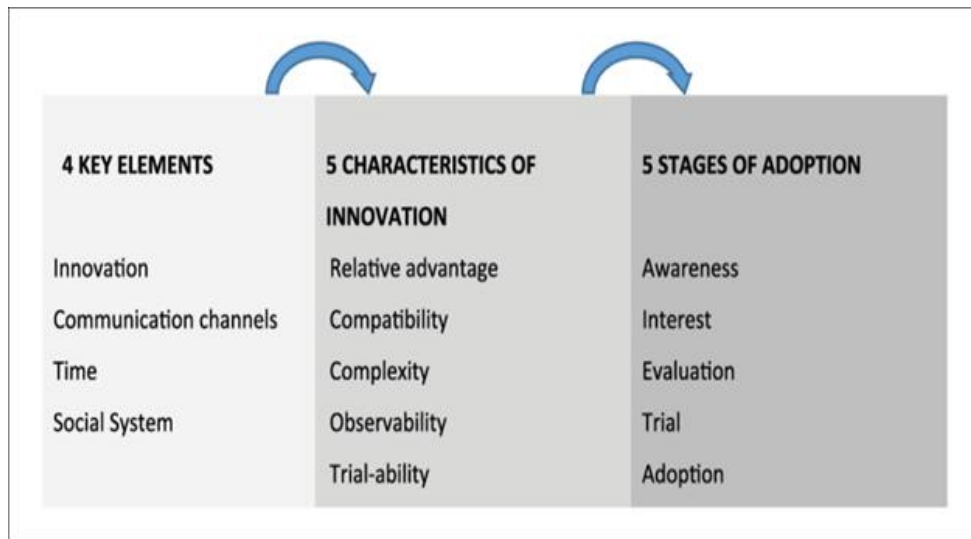 4 KEY ELEMENTS
Innovation
Communication channels
Time
Social System
5 CHARACTERISTICS OF
INNOVATION
Relative advantage
Compatibility
Complexity
Observability
Trial-ability
5 STAGES OF ADOPTION
Awareness
Interest
Evaluation
Trial
Adoption